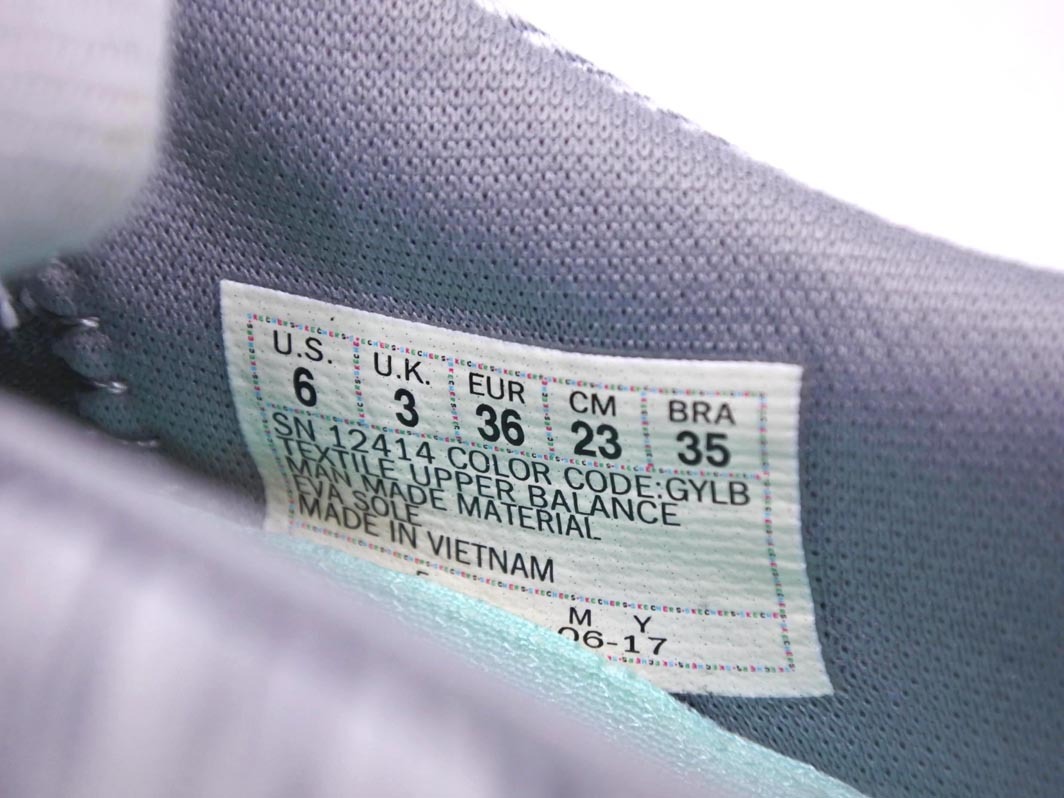 U.S. U.K. EUR CM BRA
6 3 36 23 35
SN 12414 COLOR CODE:GYLB
TEXTILE UPPER BALANCE
MAN MADE MATERIAL
EVA SOLE
MADE IN VIETNAM
M Y
06-17